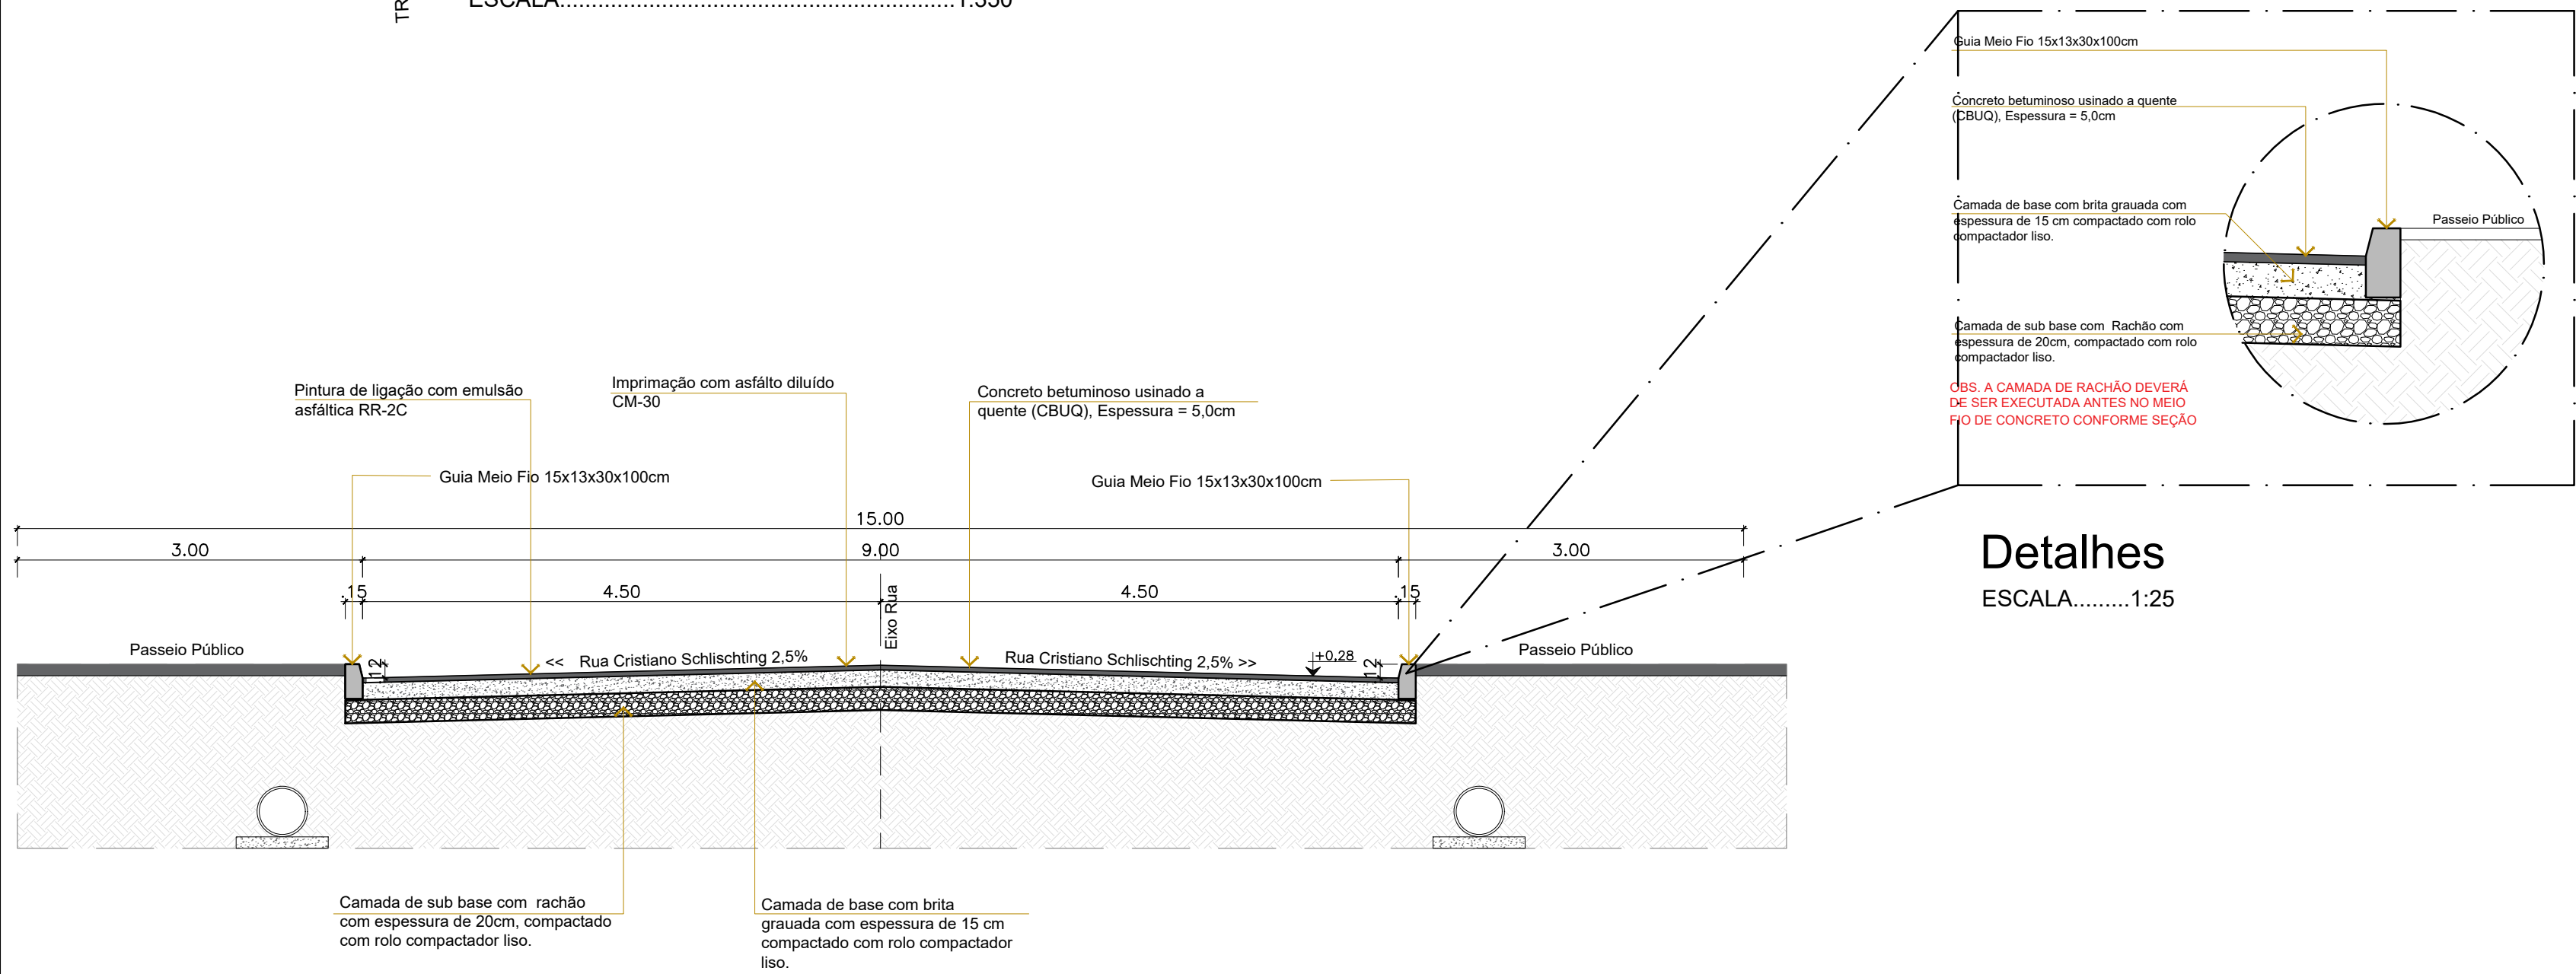 TR
ESCALA.............................................................1:350
Guia Meio Fio 15x13x30x100cm
Concreto betuminoso usinado a quente
(CBUQ), Espessura = 5,0cm
Camada de base com brita grauada com
espessura de 15 cm compactado com rolo
compactador liso.
Passeio Público
Camada de sub base com Rachão com
espessura de 20cm, compactado com rolo
compactador liso.
OBS. A CAMADA DE RACHÃO DEVERÁ
DE SER EXECUTADA ANTES NO MEIO
FIO DE CONCRETO CONFORME SEÇÃO
Detalhes
ESCALA.........1:25
Pintura de ligação com emulsão
asfáltica RR-2C
Imprimação com asfálto diluído
CM-30
Concreto betuminoso usinado a
quente (CBUQ), Espessura = 5,0cm
Guia Meio Fio 15x13x30x100cm
Guia Meio Fio 15x13x30x100cm
15.00
3.00
9.00
3.00
.15
4.50
4.50
.15
Eixo Rua
Passeio Público
12
<< Rua Cristiano Schlischting 2,5%
Rua Cristiano Schlischting 2,5% >>
+0,28
12
Passeio Público
Camada de sub base com rachão
com espessura de 20cm, compactado
com rolo compactador liso.
Camada de base com brita
grauada com espessura de 15 cm
compactado com rolo compactador
liso.